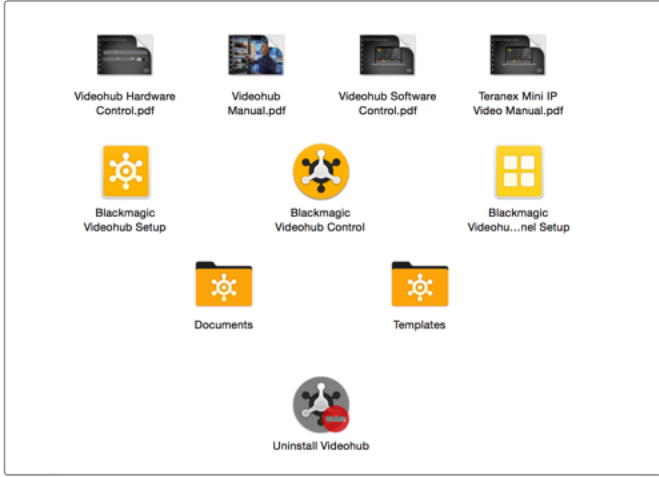 Videohub Hardware
Control.pdf
Videohub
Manual.pdf
Videohub Software
Control.pdf
Teranex Mini IP
Video Manual.pdf
Blackmagic
Videohub Setup
Blackmagic
Videohub Control
Blackmagic
Videohu...nel Setup
Documents
Templates
Uninstall Videohub